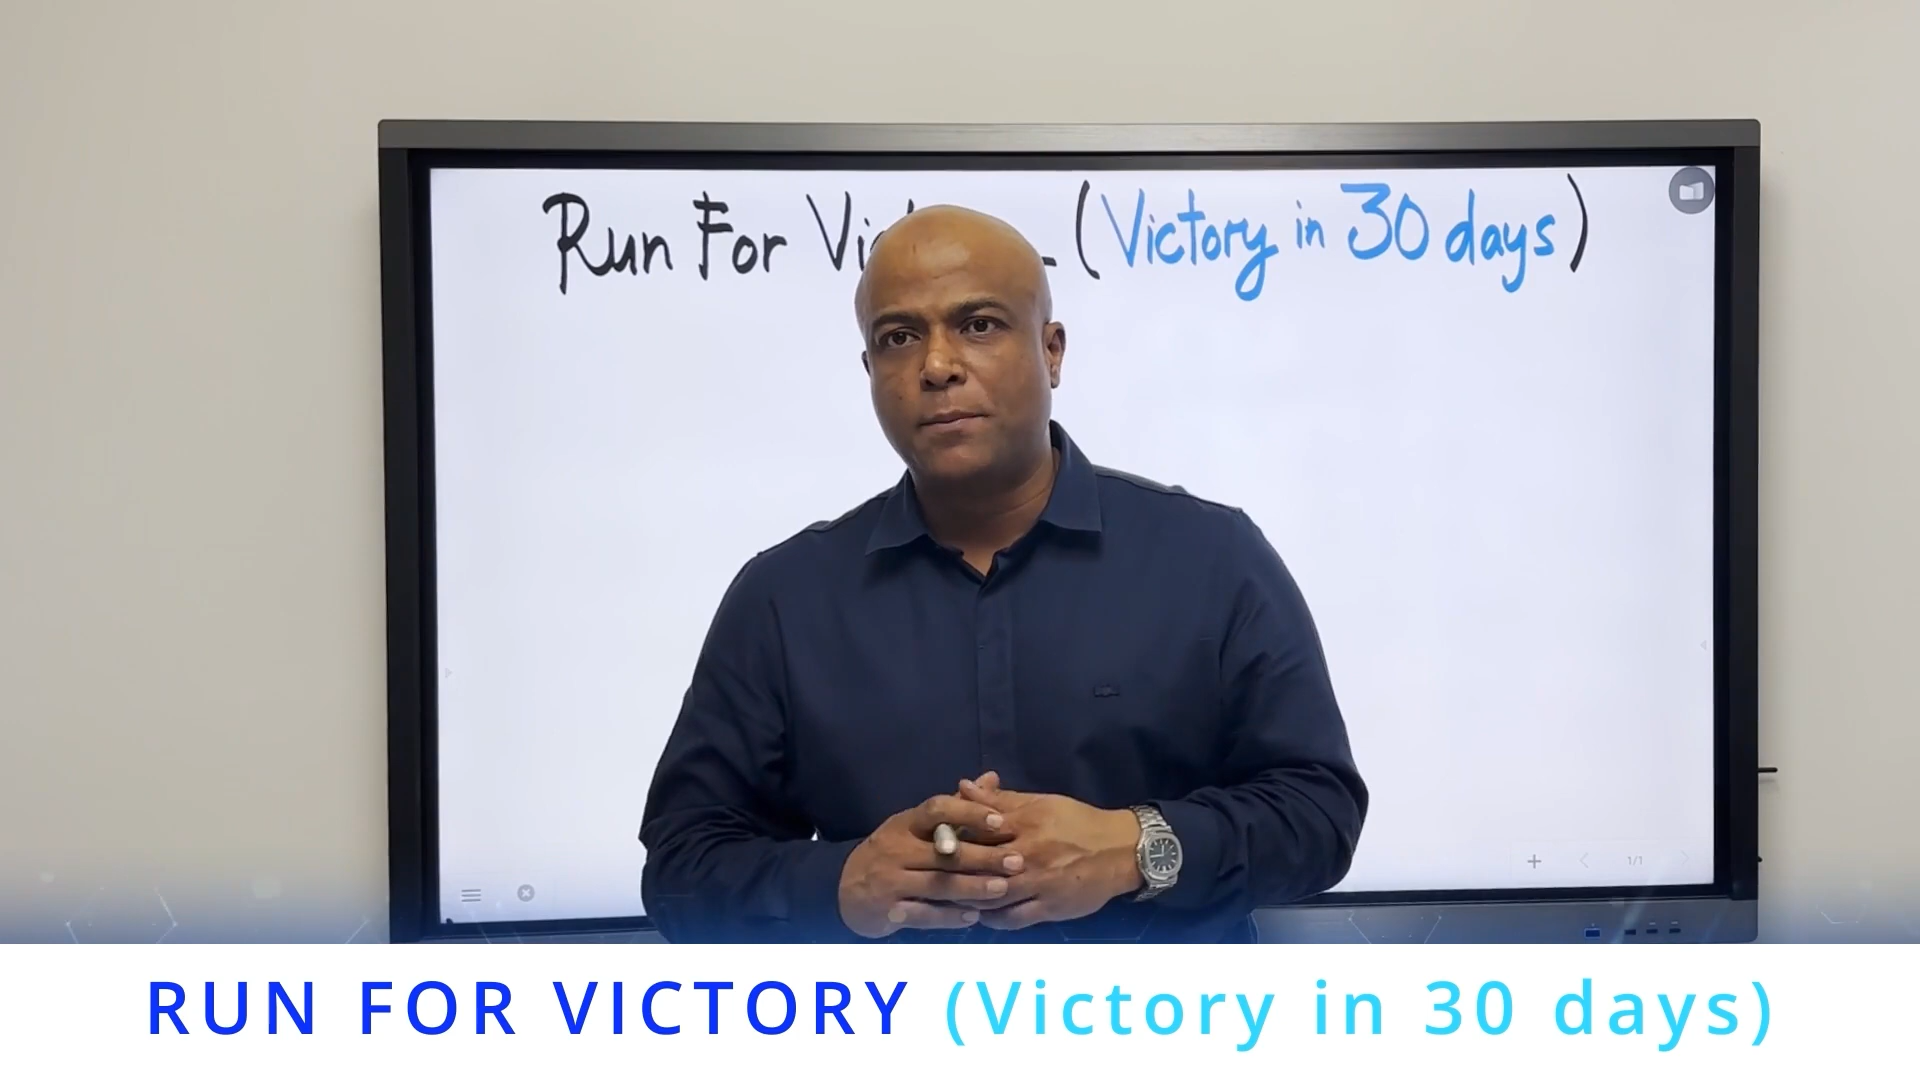 Run For Vi (Victory in 30 days)
1/1
RUN FOR VICTORY (Victory in 30 days)